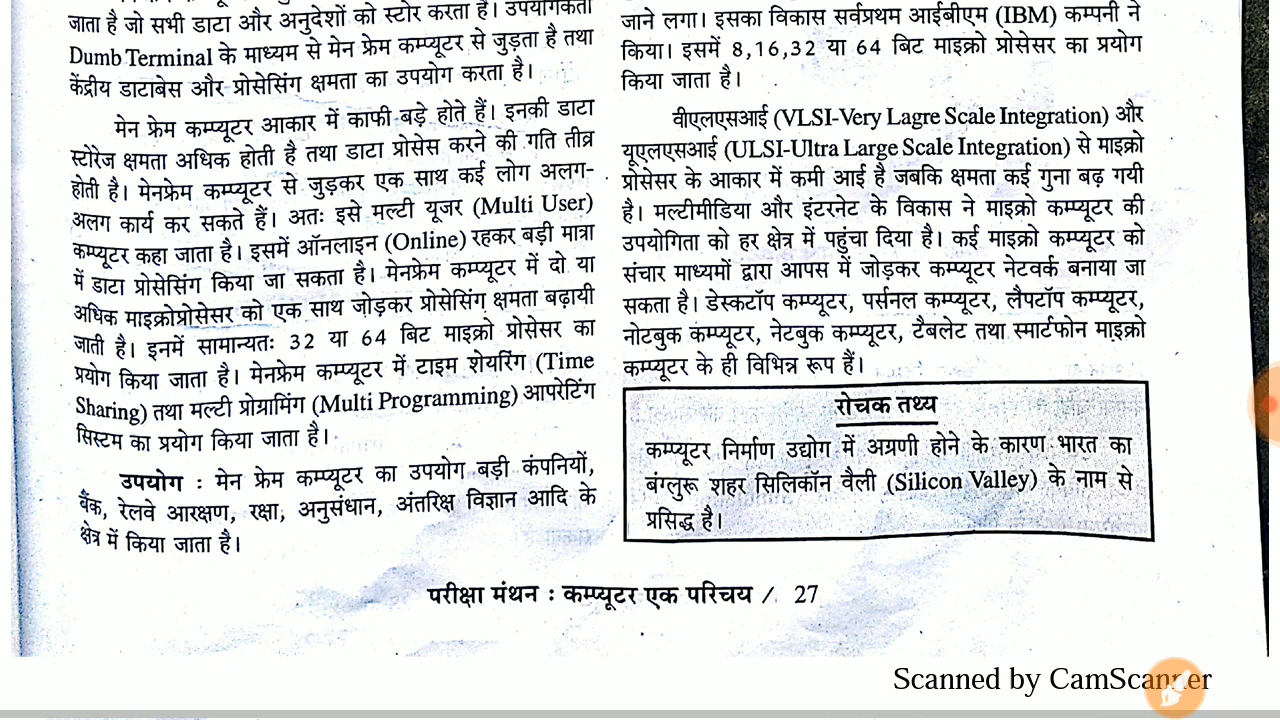 जाता है जो सभी डाटा और अनुदेशों को स्टोर करता है। उपयोगकर्ता
Dumb Terminal के माध्यम से मेन फ्रेम कम्प्यूटर से जुड़ता है तथा
केंद्रीय डाटाबेस और प्रोसेसिंग क्षमता का उपयोग करता है।
मेन फ्रेम कम्प्यूटर आकार में काफी बड़े होते हैं। इनकी डाटा
स्टोरेज क्षमता अधिक होती है तथा डाटा प्रोसेस करने की गति तीव्र
होती है। मेनफ्रेम कम्प्यूटर से जुड़कर एक साथ कई लोग अलग-
अलग कार्य कर सकते हैं। अतः इसे मल्टी यूजर (Multi User)
कम्प्यूटर कहा जाता है। इसमें ऑनलाइन (Online) रहकर बड़ी मात्रा
में डाटा प्रोसेसिंग किया जा सकता है। मेनफ्रेम कम्प्यूटर में दो या
अधिक माइक्रोप्रोसेसर को एक साथ जोड़कर प्रोसेसिंग क्षमता बढ़ायी
जाती है। इनमें सामान्यतः 32 या 64 बिट माइक्रो प्रोसेसर का
प्रयोग किया जाता है। मेनफ्रेम कम्प्यूटर में टाइम शेयरिंग (Time
Sharing) तथा मल्टी प्रोग्रामिंग (Multi Programming) आपरेटिंग
सिस्टम का प्रयोग किया जाता है।
उपयोग : मेन फ्रेम कम्प्यूटर का उपयोग बड़ी कंपनियों,
बैंक, रेलवे आरक्षण, रक्षा, अनुसंधान, अंतरिक्ष विज्ञान आदि के
क्षेत्र में किया जाता है।
जाने लगा। इसका विकास सर्वप्रथम आईबीएम (IBM) कम्पनी ने
किया। इसमें 8,16,32 या 64 बिट माइक्रो प्रोसेसर का प्रयोग
किया जाता है।
वीएलएसआई (VLSI-Very Lagre Scale Integration) और
यूएलएसआई (ULSI-Ultra Large Scale Integration) से माइक्रो
प्रोसेसर के आकार में कमी आई है जबकि क्षमता कई गुना बढ़ गयी
है। मल्टीमीडिया और इंटरनेट के विकास ने माइक्रो कम्प्यूटर की
उपयोगिता को हर क्षेत्र में पहुंचा दिया है। कई माइक्रो कम्प्यूटर को
संचार माध्यमों द्वारा आपस में जोड़कर कम्प्यूटर नेटवर्क बनाया जा
सकता है। डेस्कटॉप कम्प्यूटर, पर्सनल कम्प्यूटर, लैपटॉप कम्प्यूटर,
नोटबुक कम्प्यूटर, नेटबुक कम्प्यूटर, टैबलेट तथा स्मार्टफोन माइक्रो
कम्प्यूटर के ही विभिन्न रूप हैं।
रोचक तथ्य
कम्प्यूटर निर्माण उद्योग में अग्रणी होने के कारण भारत का
बंग्लुरू शहर सिलिकॉन वैली (Silicon Valley) के नाम से
प्रसिद्ध है।
परीक्षा मंथन : कम्प्यूटर एक परिचय / 27
Scanned by CamScanner